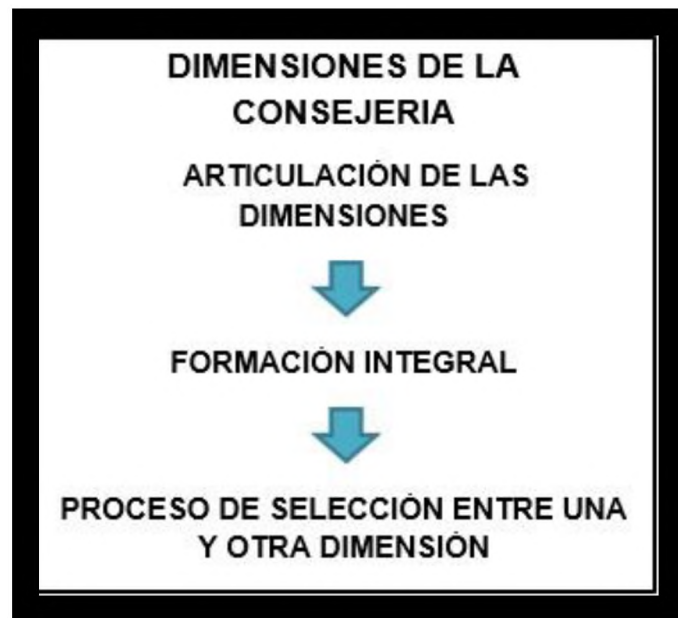 DIMENSIONES DE LA
CONSEJERIA
ARTICULACIÓN DE LAS
DIMENSIONES
FORMACIÓN INTEGRAL
PROCESO DE SELECCIÓN ENTRE UNA
Y OTRA DIMENSIÓN